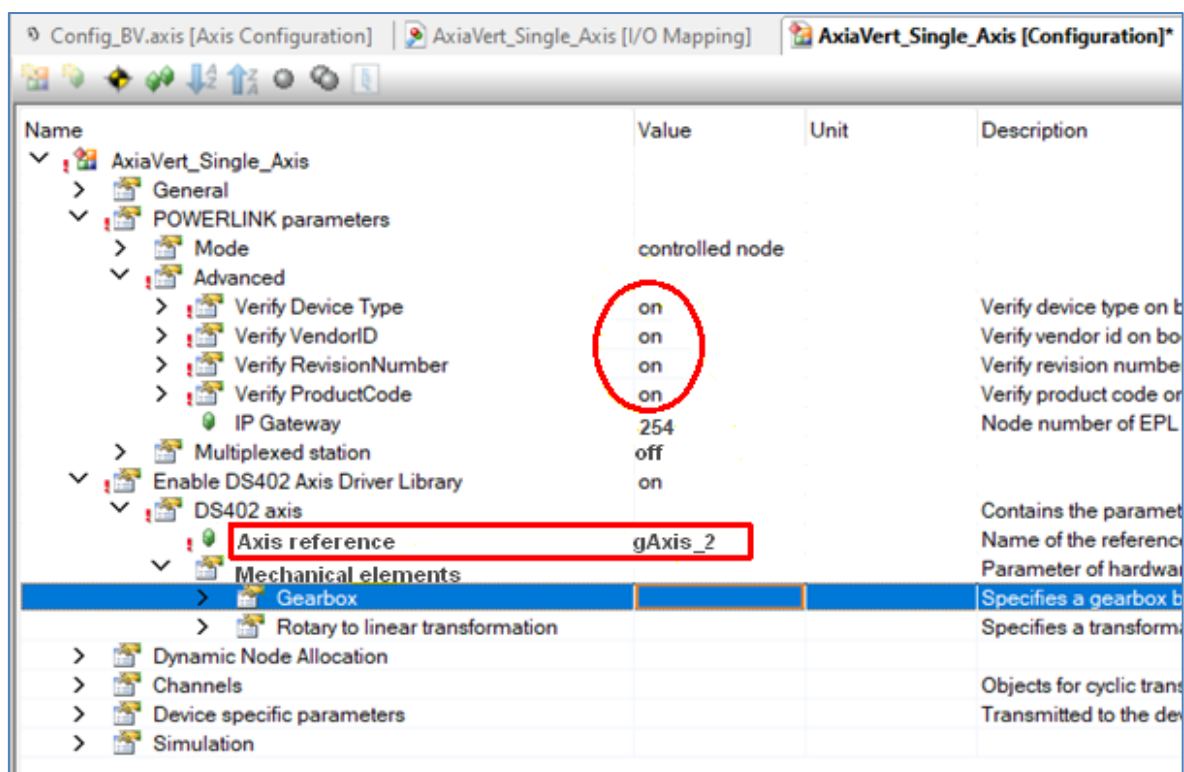 Config_BV.axis [Axis Configuration] AxiaVert_Single_Axis [I/O Mapping] AxiaVert_Single_Axis [Configuration]*
Name Value Unit Description
AxiaVert_Single_Axis
General
POWERLINK parameters
Mode controlled node
Advanced
Verify Device Type on Verify device type on b
Verify VendorID on Verify vendor id on bo
Verify RevisionNumber on Verify revision numbe
Verify ProductCode on Verify product code or
IP Gateway 254 Node number of EPL
Multiplexed station off
Enable DS402 Axis Driver Library on
DS402 axis Contains the paramet
Axis reference gAxis_2 Name of the reference
Mechanical elements Parameter of hardwar
Gearbox Specifies a gearbox b
Rotary to linear transformation Specifies a transforma
Dynamic Node Allocation
Channels Objects for cyclic trans
Device specific parameters Transmitted to the dev
Simulation